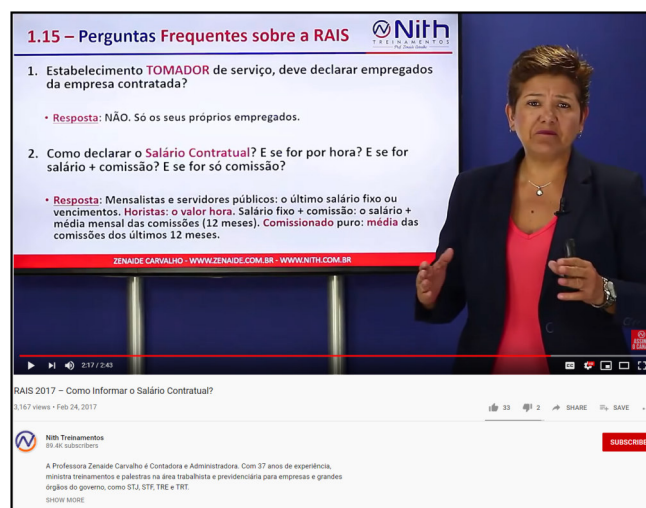 1.15 – Perguntas Frequentes sobre a RAIS
Nith
TREINAMENTOS
1. Estabelecimento TOMADOR de serviço, deve declarar empregados
da empresa contratada?
• Resposta: NÃO. Só os seus próprios empregados.
2. Como declarar o Salário Contratual? E se for por hora? E se for
salário + comissão? E se for só comissão?
• Resposta: Mensalistas e servidores públicos: o último salário fixo ou
vencimentos. Horistas: o valor hora. Salário fixo + comissão: o salário +
média mensal das comissões (12 meses). Comissionado puro: média das
comissões dos últimos 12 meses.
ZENAIDE CARVALHO - WWW.ZENAIDE.COM.BR - WWW.NITH.COM.BR
2:17 / 2:43
RAIS 2017 – Como Informar o Salário Contratual?
3,167 views • Feb 24, 2017
33 2 SHARE SAVE
Nith Treinamentos
89.4K subscribers
SUBSCRIBE
A Professora Zenaide Carvalho é Contadora e Administradora. Com 37 anos de experiência,
ministra treinamentos e palestras na área trabalhista e previdenciária para empresas e grandes
órgãos do governo, como STJ, STF, TRE e TRT.
SHOW MORE